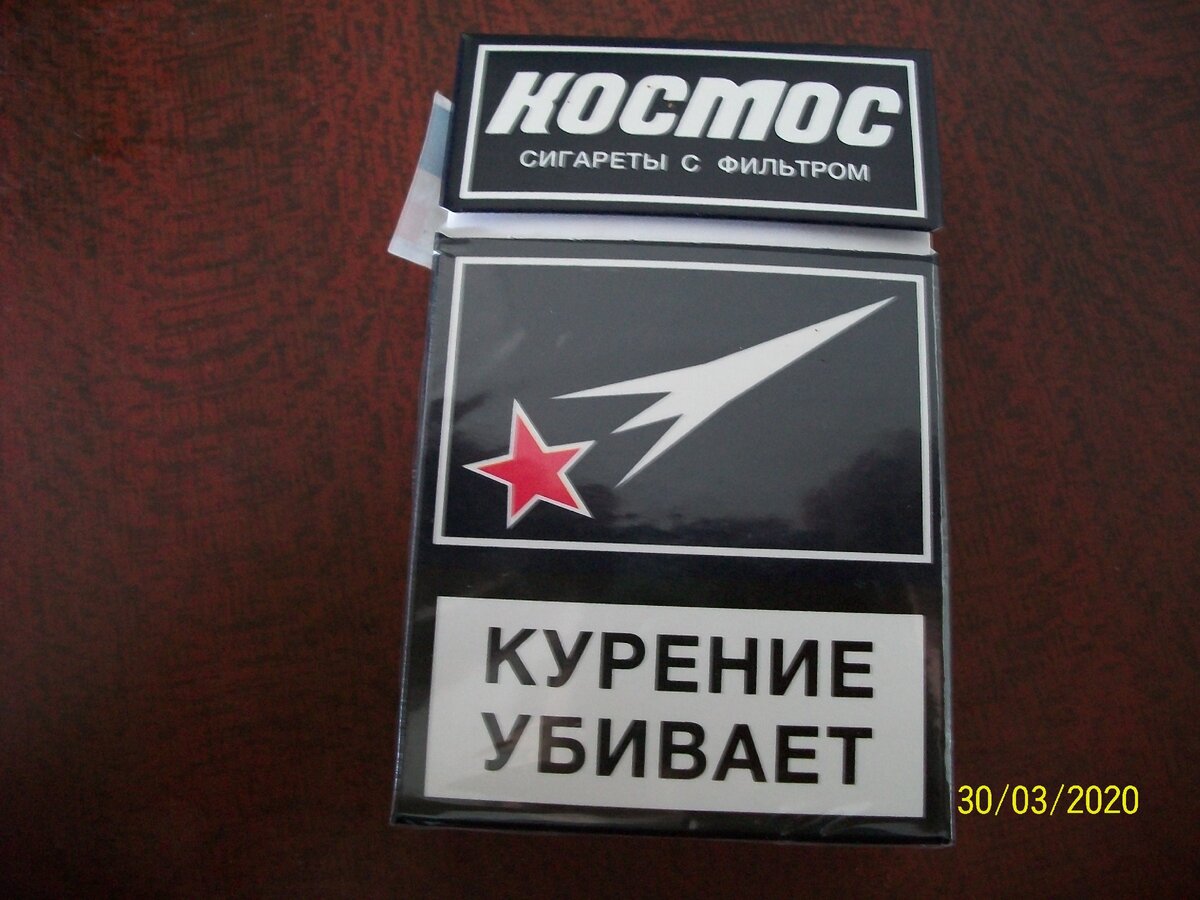 КОСМОС
СИГАРЕТЫ С ФИЛЬТРОМ
КУРЕНИЕ
УБИВАЕТ
30/03/2020